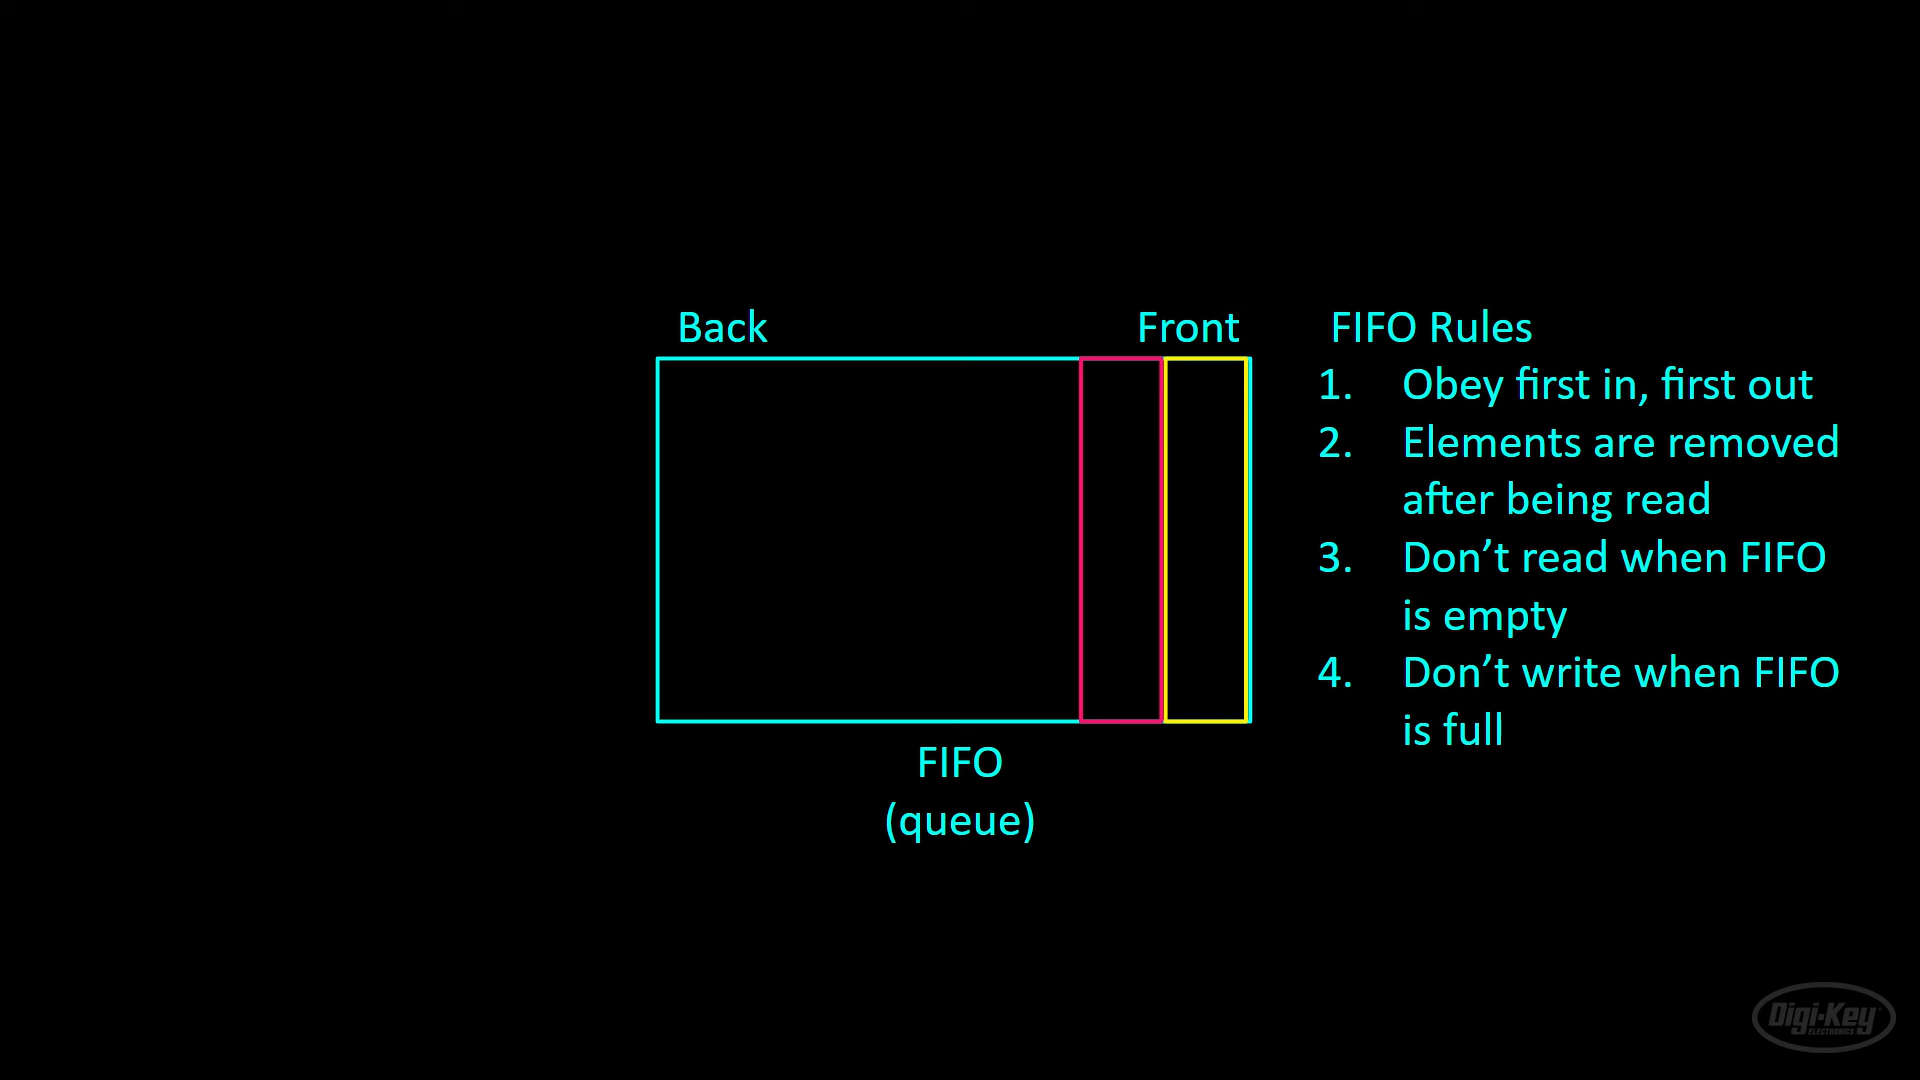 Back
Front
FIFO
(queue)
FIFO Rules
1. Obey first in, first out
2. Elements are removed
after being read
3. Don’t read when FIFO
is empty
4. Don’t write when FIFO
is full
Digi-Key
ELECTRONICS